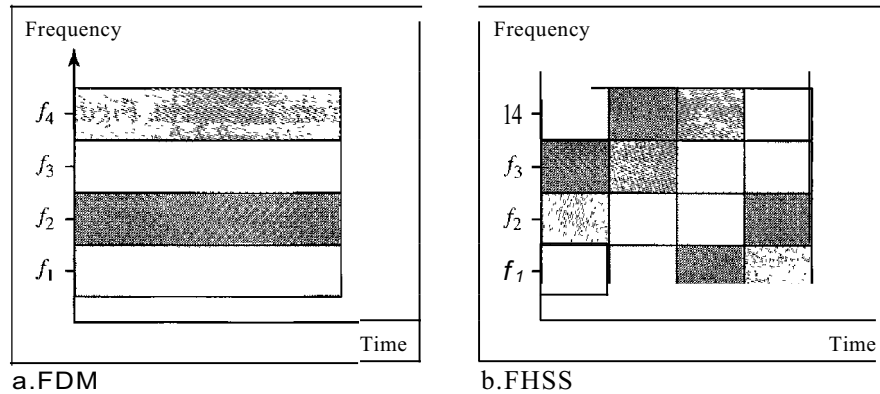 Frequency
f4
f3
f2
f1
Time
a.FDM
Frequency
14
f3
f2
f1
Time
b.FHSS